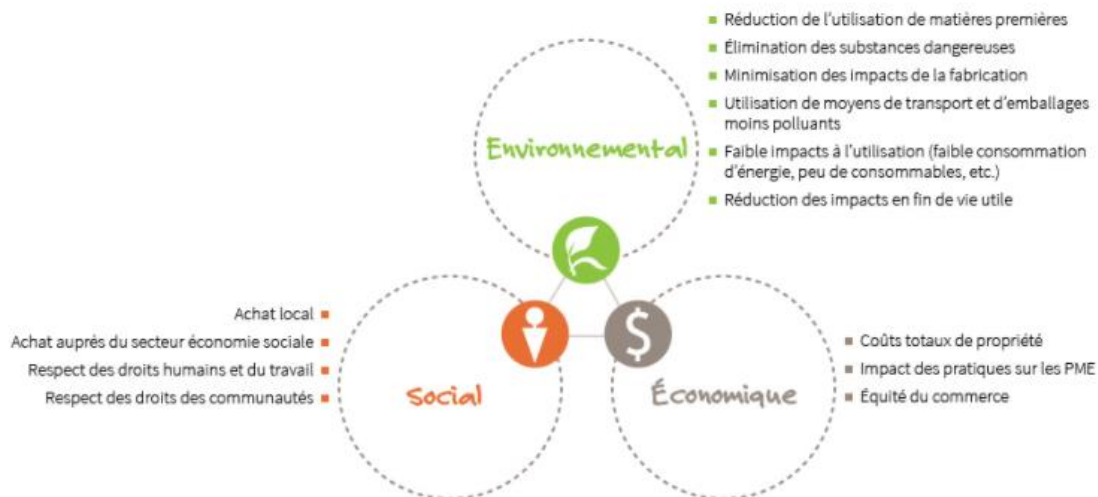 Réduction de l'utilisation de matières premières
Élimination des substances dangereuses
Minimisation des impacts de la fabrication
Utilisation de moyens de transport et d'emballages
moins polluants
Faible impacts à l'utilisation (faible consommation
d'énergie, peu de consommables, etc.)
Réduction des impacts en fin de vie utile
Environnemental
Achat local
Achat auprès du secteur économie sociale
Respect des droits humains et du travail
Respect des droits des communautés
Social
$
Économique
Coûts totaux de propriété
Impact des pratiques sur les PME
Équité du commerce